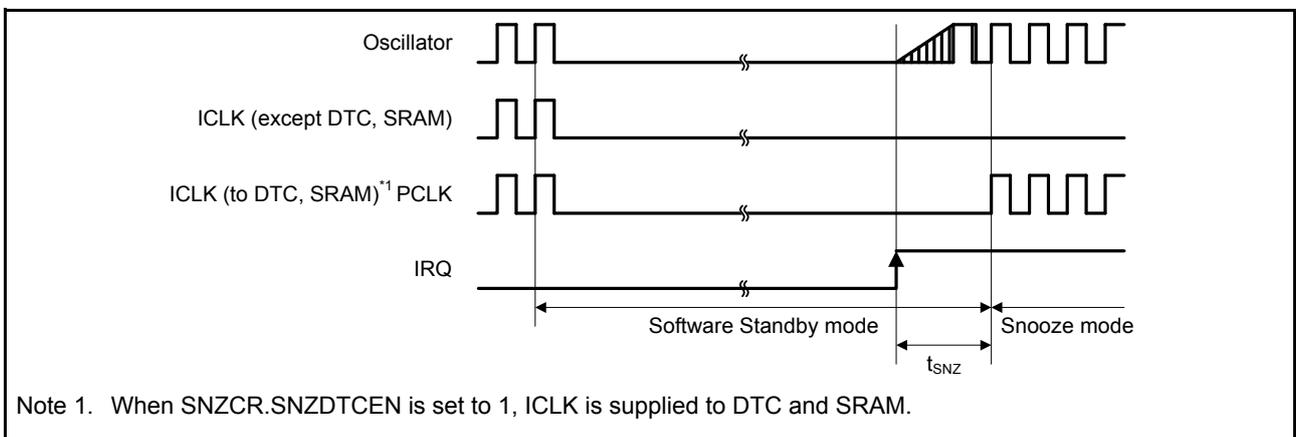 Oscillator
ICLK (except DTC, SRAM)
ICLK (to DTC, SRAM)*1 PCLK
IRQ
Software Standby mode
Snooze mode
tSNZ
Note 1. When SNZCR.SNZDTCEN is set to 1, ICLK is supplied to DTC and SRAM.